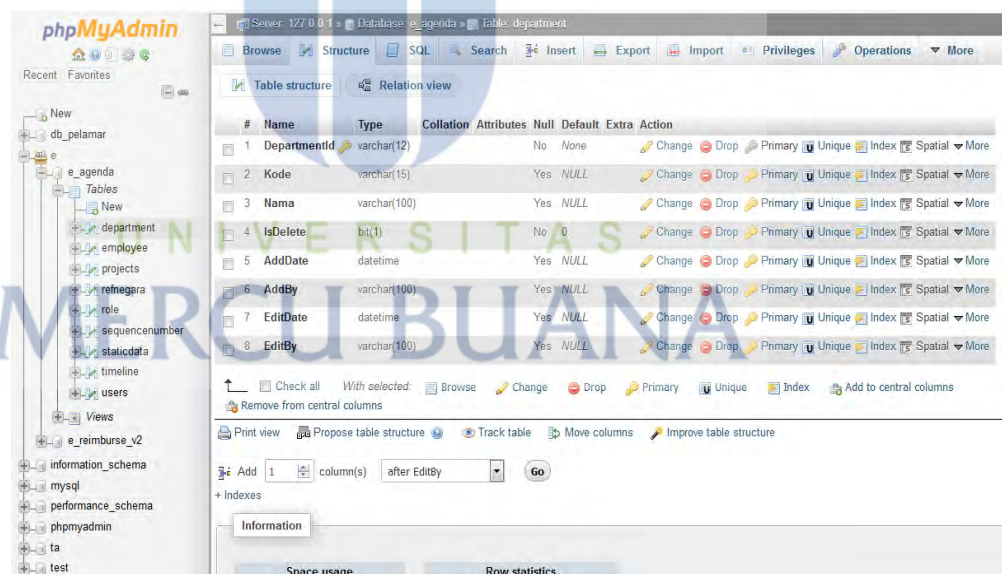 phpMyAdmin
Recent Favorites
New
db_pelamar
e
e_agenda
Tables
New
department
employee
projects
refnegara
role
sequencenumber
staticdata
timeline
users
Views
e_reimburse_v2
information_schema
mysql
performance_schema
phpmyadmin
ta
test
Server: 127.0.0.1 » Database: e_agenda » Table: department
Browse Structure SQL Search Insert Export Import Privileges Operations More
Table structure Relation view
# Name Type Collation Attributes Null Default Extra Action
1 DepartmentId varchar(12) No None Change Drop Primary Unique Index Spatial More
2 Kode varchar(15) Yes NULL Change Drop Primary Unique Index Spatial More
3 Nama varchar(100) Yes NULL Change Drop Primary Unique Index Spatial More
4 IsDelete bit(1) No 0 Change Drop Primary Unique Index Spatial More
5 AddDate datetime Yes NULL Change Drop Primary Unique Index Spatial More
6 AddBy varchar(100) Yes NULL Change Drop Primary Unique Index Spatial More
7 EditDate datetime Yes NULL Change Drop Primary Unique Index Spatial More
8 EditBy varchar(100) Yes NULL Change Drop Primary Unique Index Spatial More
Check all With selected: Browse Change Drop Primary Unique Index Add to central columns
Remove from central columns
Print view Propose table structure Track table Move columns Improve table structure
Add 1 column(s) after EditBy Go
+ Indexes
Information
Space usage Row statistics
UNIVERSITAS
MERCU BUANA